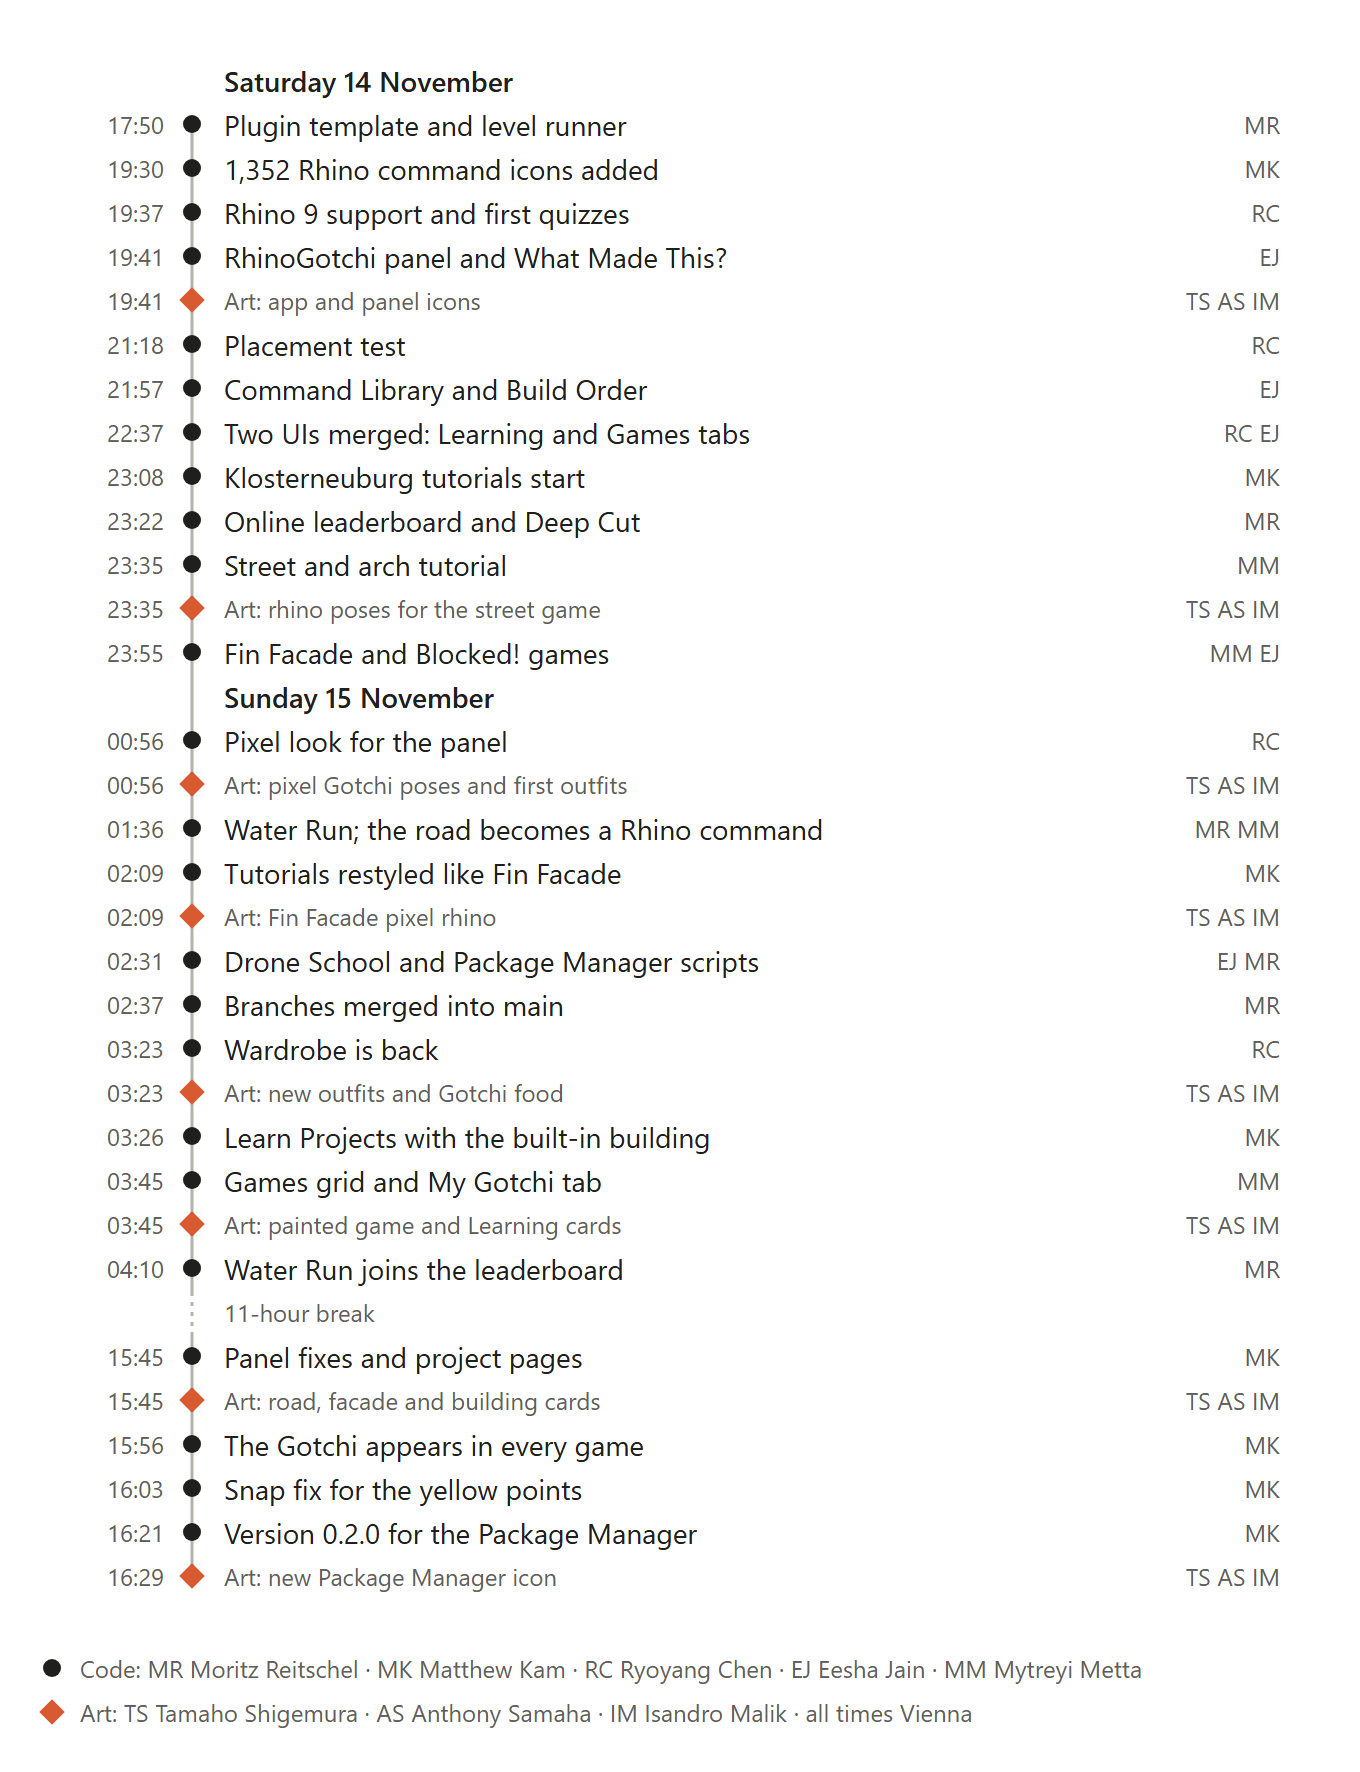 Saturday 14 November
17:50 Plugin template and level runner MR
19:30 1,352 Rhino command icons added MK
19:37 Rhino 9 support and first quizzes RC
19:41 RhinoGotchi panel and What Made This? EJ
19:41 Art: app and panel icons TS AS IM
21:18 Placement test RC
21:57 Command Library and Build Order EJ
22:37 Two UIs merged: Learning and Games tabs RC EJ
23:08 Klosterneuburg tutorials start MK
23:22 Online leaderboard and Deep Cut MR
23:35 Street and arch tutorial MM
23:35 Art: rhino poses for the street game TS AS IM
23:55 Fin Facade and Blocked! games MM EJ
Sunday 15 November
00:56 Pixel look for the panel RC
00:56 Art: pixel Gotchi poses and first outfits TS AS IM
01:36 Water Run; the road becomes a Rhino command MR MM
02:09 Tutorials restyled like Fin Facade MK
02:09 Art: Fin Facade pixel rhino TS AS IM
02:31 Drone School and Package Manager scripts EJ MR
02:37 Branches merged into main MR
03:23 Wardrobe is back RC
03:23 Art: new outfits and Gotchi food TS AS IM
03:26 Learn Projects with the built-in building MK
03:45 Games grid and My Gotchi tab MM
03:45 Art: painted game and Learning cards TS AS IM
04:10 Water Run joins the leaderboard MR
11-hour break
15:45 Panel fixes and project pages MK
15:45 Art: road, facade and building cards TS AS IM
15:56 The Gotchi appears in every game MK
16:03 Snap fix for the yellow points MK
16:21 Version 0.2.0 for the Package Manager MK
16:29 Art: new Package Manager icon TS AS IM
Code: MR Moritz Reitschel · MK Matthew Kam · RC Ryoyang Chen · EJ Eesha Jain · MM Mytreyi Metta
Art: TS Tamaho Shigemura · AS Anthony Samaha · IM Isandro Malik · all times Vienna